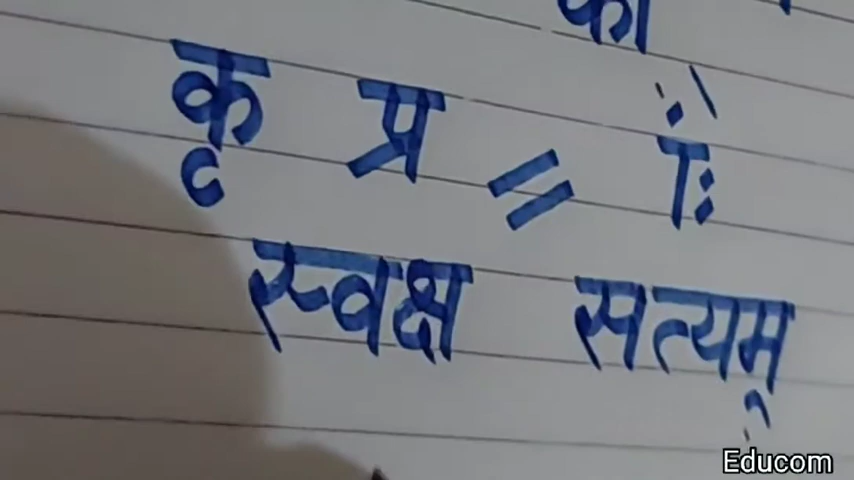 को
कृ प्र = ाः
स्वक्ष सत्यम्
Educom